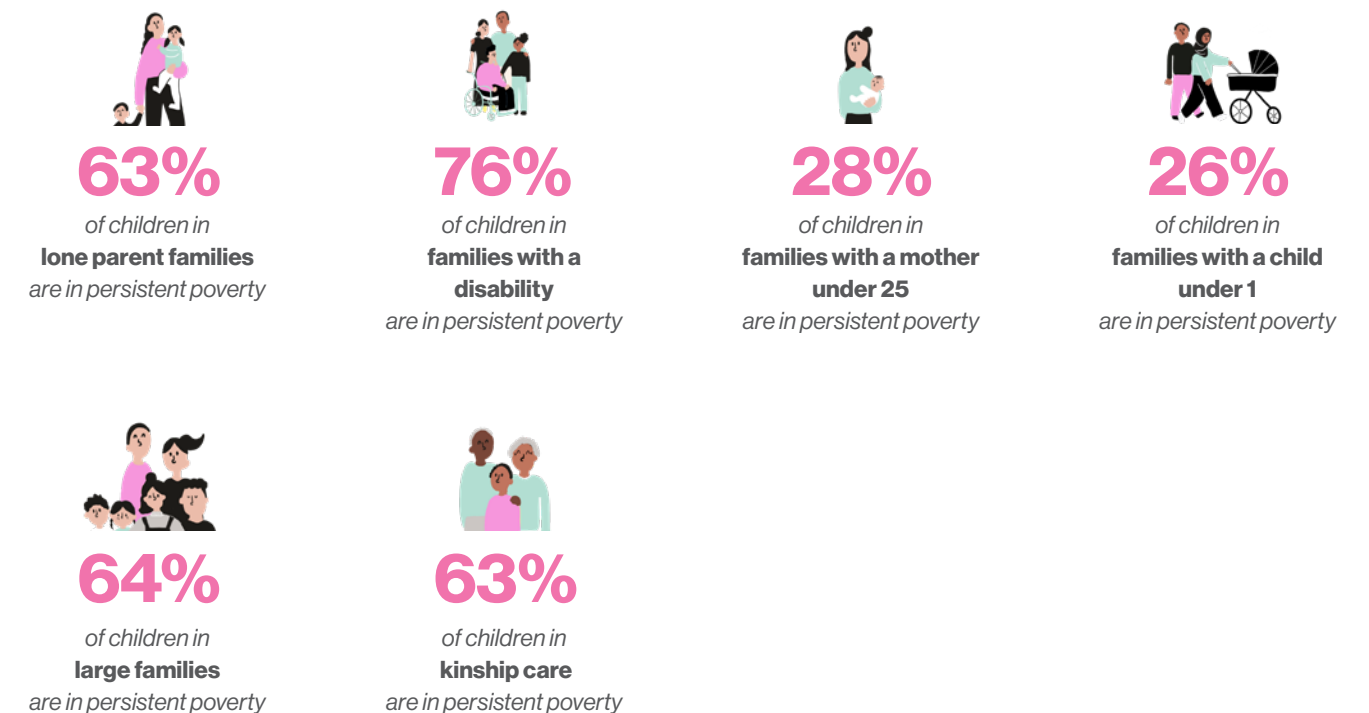 63%
of children in
lone parent families
are in persistent poverty
76%
of children in
families with a
disability
are in persistent poverty
28%
of children in
families with a mother
under 25
are in persistent poverty
26%
of children in
families with a child
under 1
are in persistent poverty
64%
of children in
large families
are in persistent poverty
63%
of children in
kinship care
are in persistent poverty